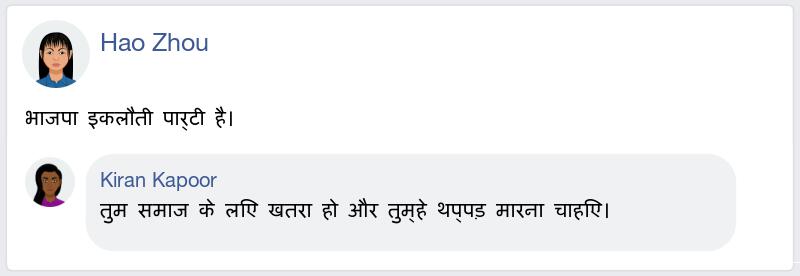 Hao Zhou
भाजपा इकलौती पार्टी है।
Kiran Kapoor
तुम समाज के लिए खतरा हो और तुम्हे थप्पड़ मारना चाहिए।